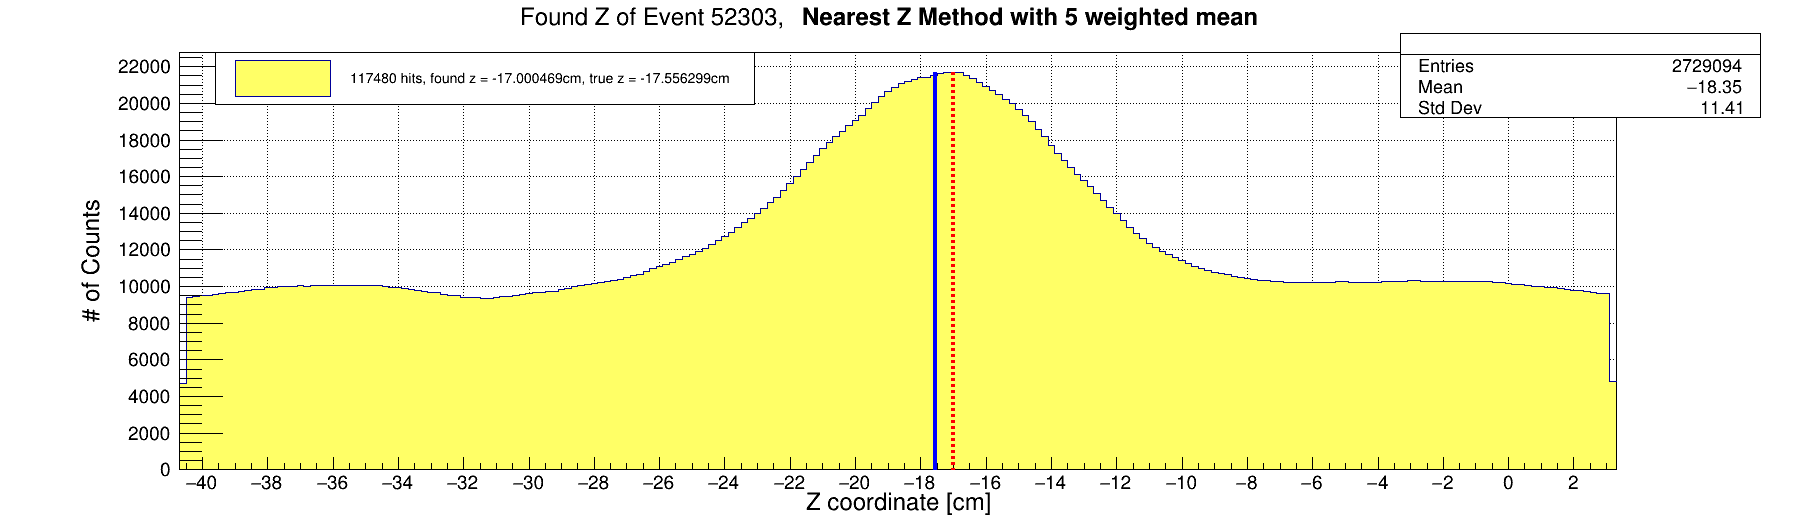 Found Z of Event 52303, Nearest Z Method with 5 weighted mean
117480 hits, found z = -17.000469cm, true z = -17.556299cm
Entries 2729094
Mean −18.35
Std Dev 11.41
# of Counts
22000
20000
18000
16000
14000
12000
10000
8000
6000
4000
2000
0
−40 −38 −36 −34 −32 −30 −28 −26 −24 −22 −20 −18 −16 −14 −12 −10 −8 −6 −4 −2 0 2
Z coordinate [cm]